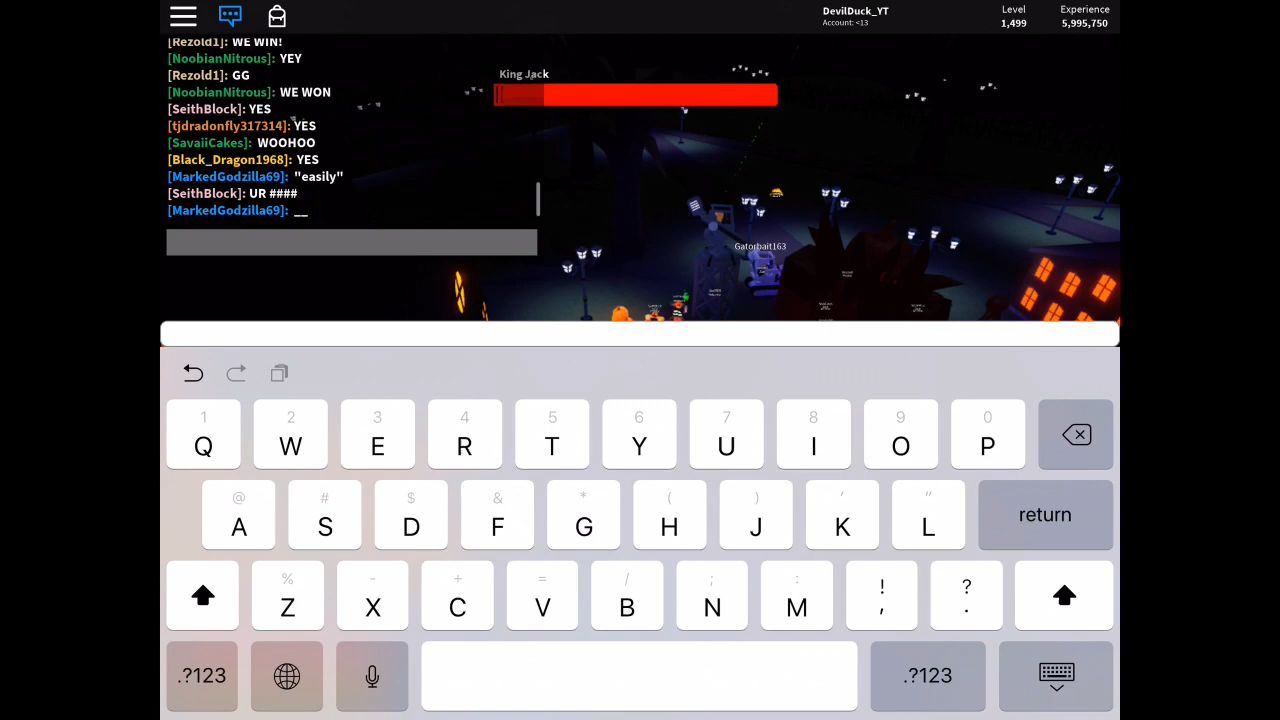 DevilDuck_YT
Account: <13
Level
1,499
Experience
5,995,750
[Rezold1]: WE WIN!
[NoobianNitrous]: YEY
[Rezold1]: GG
[NoobianNitrous]: WE WON
[SeithBlock]: YES
[tjdradonfly317314]: YES
[SavaiiCakes]: WOOHOO
[Black_Dragon1968]: YES
[MarkedGodzilla69]: "easily"
[SeithBlock]: UR ####
[MarkedGodzilla69]: __
King Jack
Gatorbait163
1 2 3 4 5 6 7 8 9 0
Q W E R T Y U I O P
@ # $ & * ( ) ' "
A S D F G H J K L return
% - + = / ; : ! ?
Z X C V B N M , .
.?123 .?123